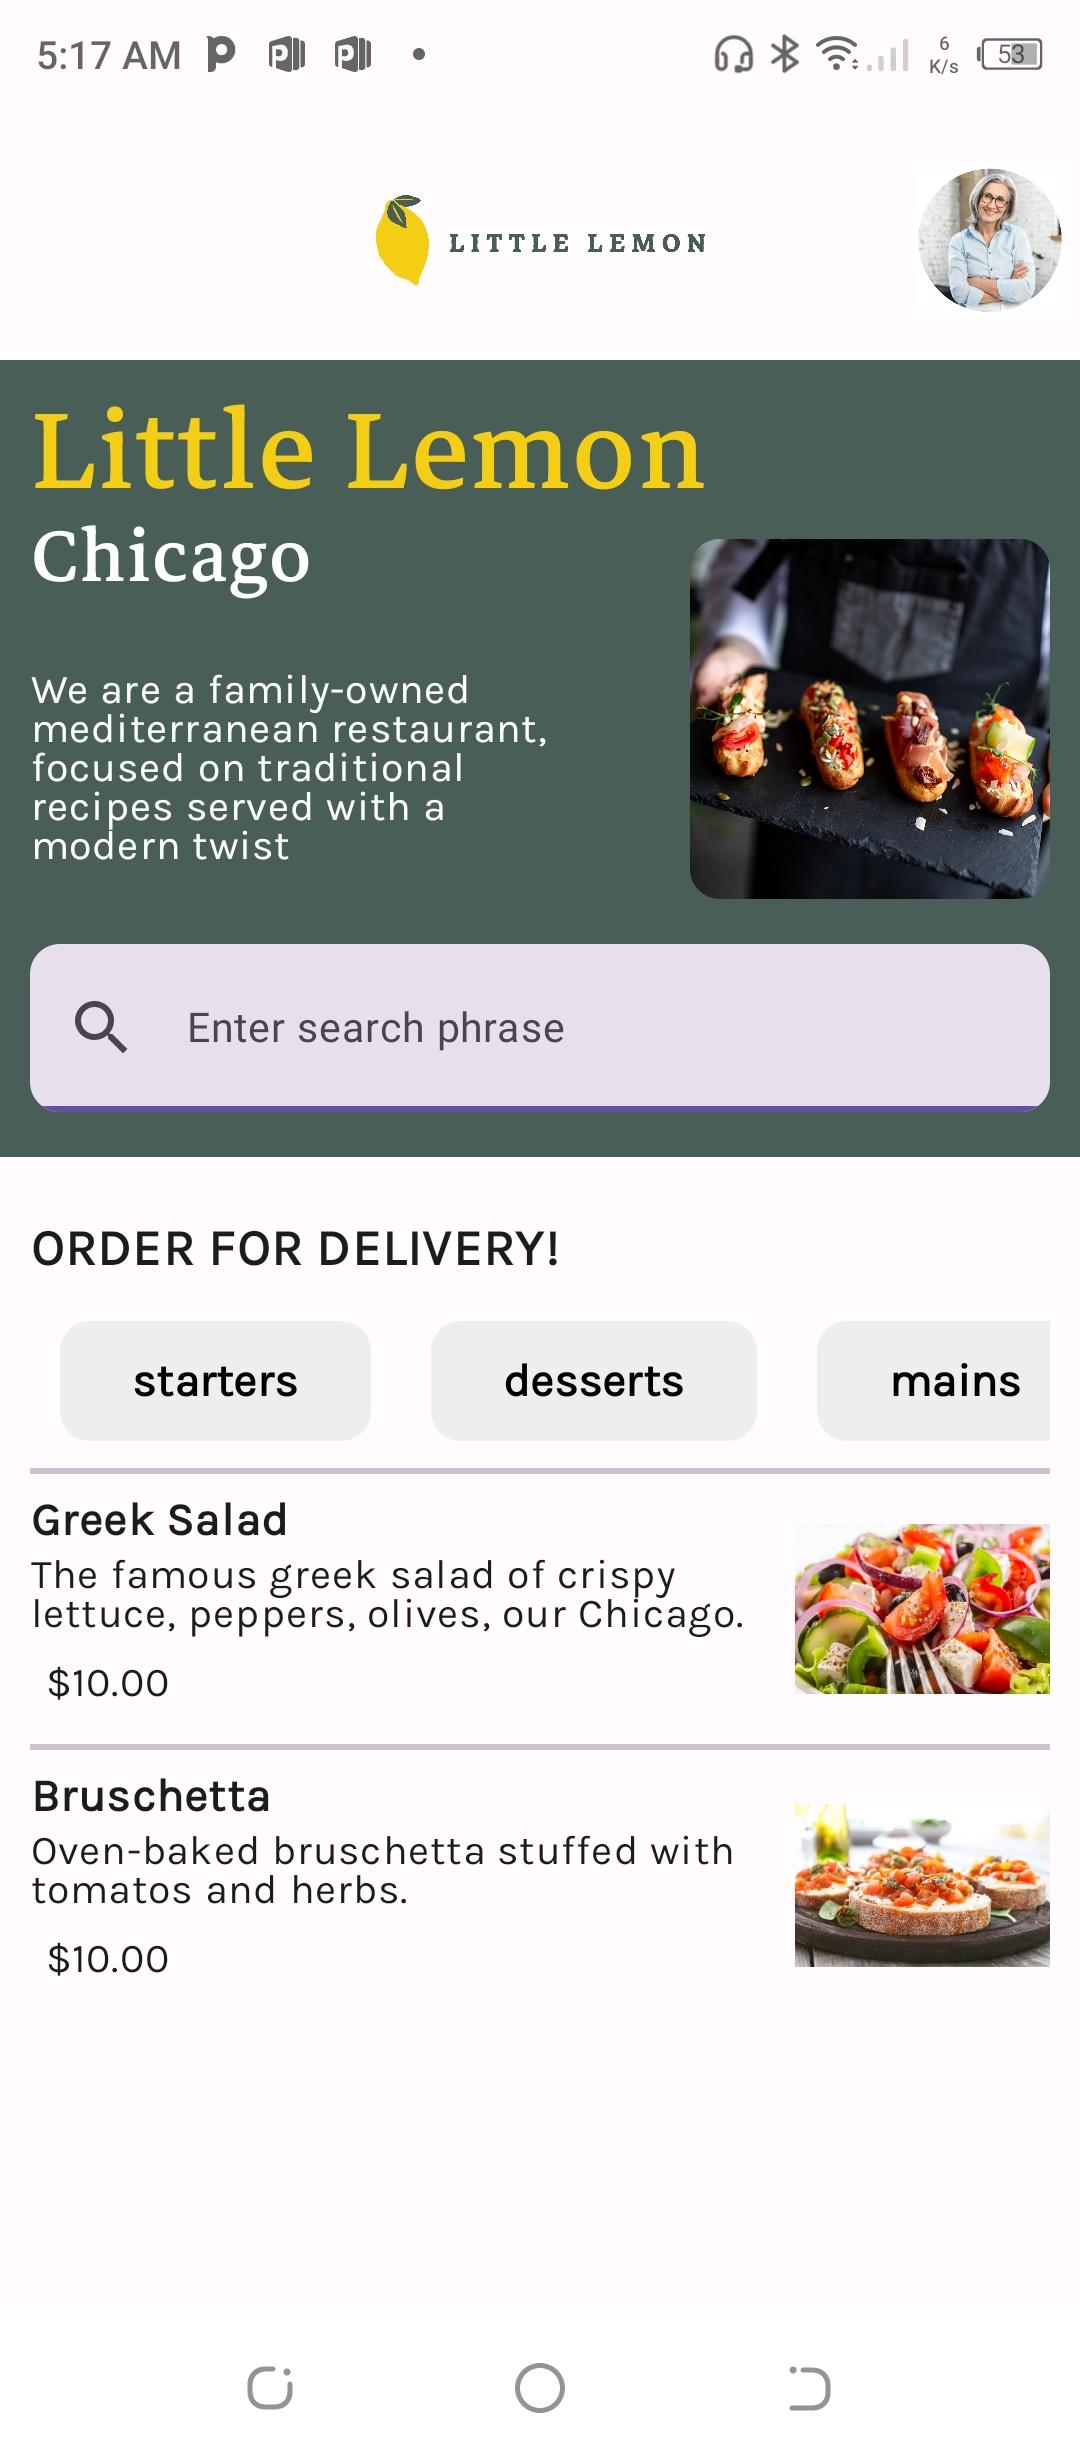 5:17 AM
6
K/s
53
LITTLE LEMON
Little Lemon
Chicago
We are a family-owned
mediterranean restaurant,
focused on traditional
recipes served with a
modern twist
Enter search phrase
ORDER FOR DELIVERY!
starters desserts mains
Greek Salad
The famous greek salad of crispy
lettuce, peppers, olives, our Chicago.
$10.00
Bruschetta
Oven-baked bruschetta stuffed with
tomatos and herbs.
$10.00